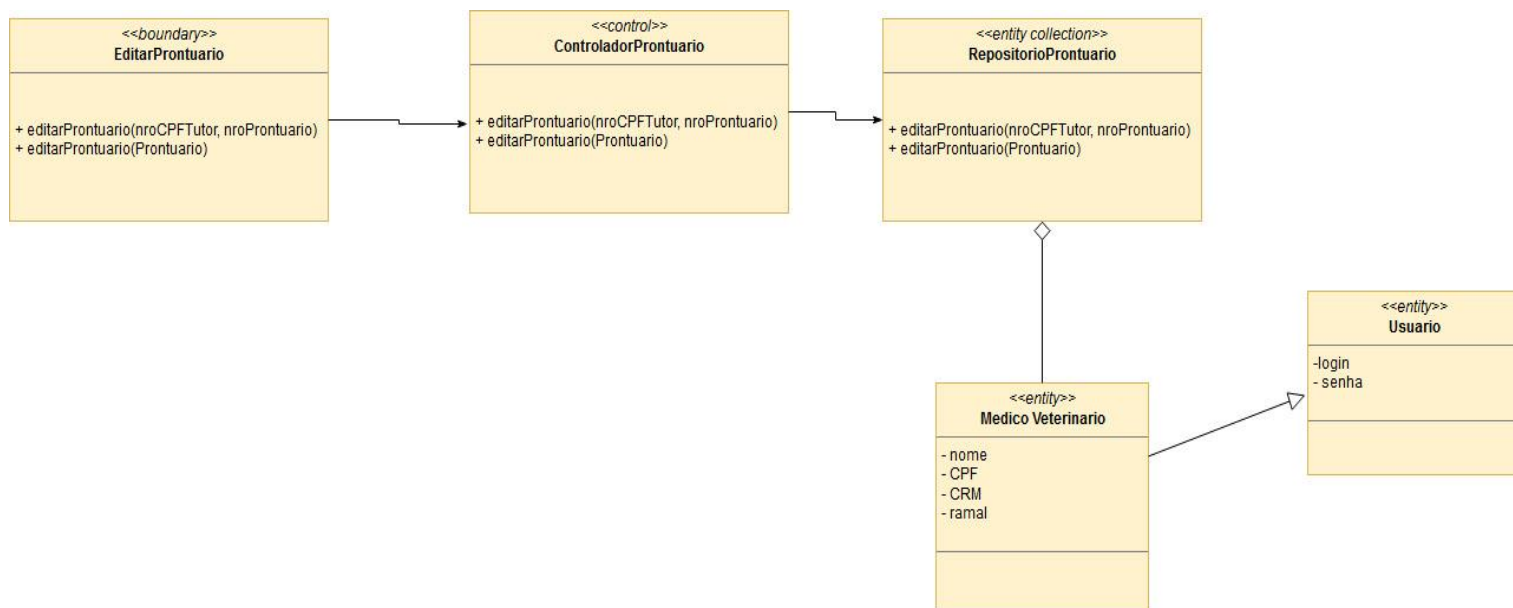 <<boundary>>
EditarProntuario
+ editarProntuario(nroCPFTutor, nroProntuario)
+ editarProntuario(Prontuario)
<<control>>
ControladorProntuario
+ editarProntuario(nroCPFTutor, nroProntuario)
+ editarProntuario(Prontuario)
<<entity collection>>
RepositorioProntuario
+ editarProntuario(nroCPFTutor, nroProntuario)
+ editarProntuario(Prontuario)
<<entity>>
Usuario
-login
- senha
<<entity>>
Medico Veterinario
- nome
- CPF
- CRM
- ramal